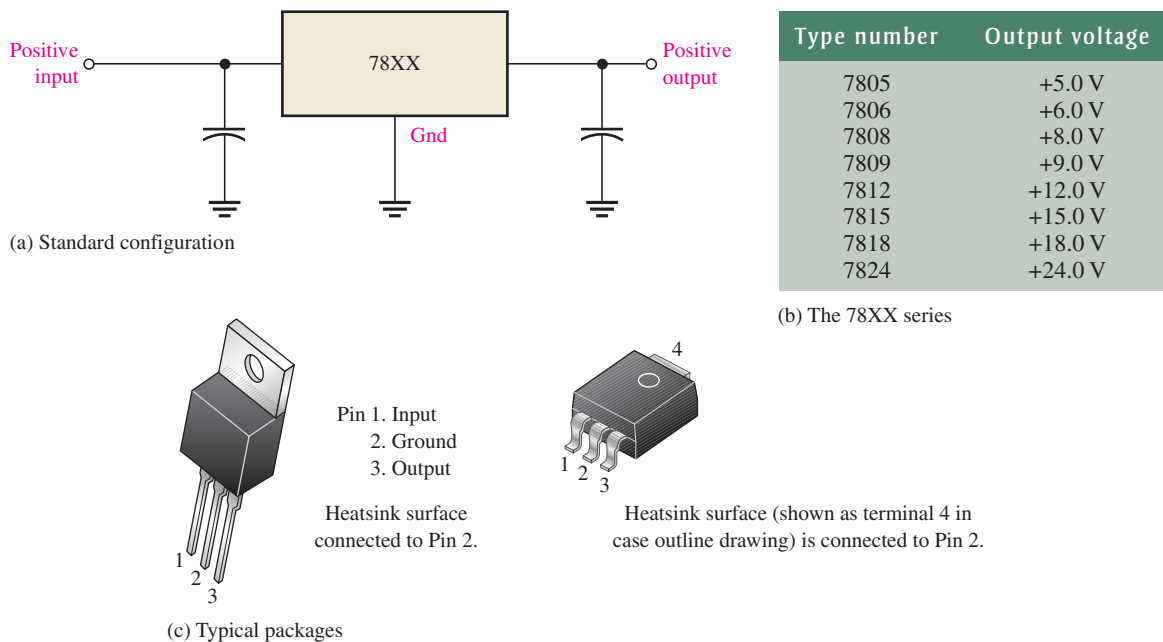 Positive
input
78XX
Positive
output
Gnd
(a) Standard configuration
Type number Output voltage
7805 +5.0 V
7806 +6.0 V
7808 +8.0 V
7809 +9.0 V
7812 +12.0 V
7815 +15.0 V
7818 +18.0 V
7824 +24.0 V
(b) The 78XX series
1
2
3
Pin 1. Input
2. Ground
3. Output
Heatsink surface
connected to Pin 2.
4
1
2
3
Heatsink surface (shown as terminal 4 in
case outline drawing) is connected to Pin 2.
(c) Typical packages